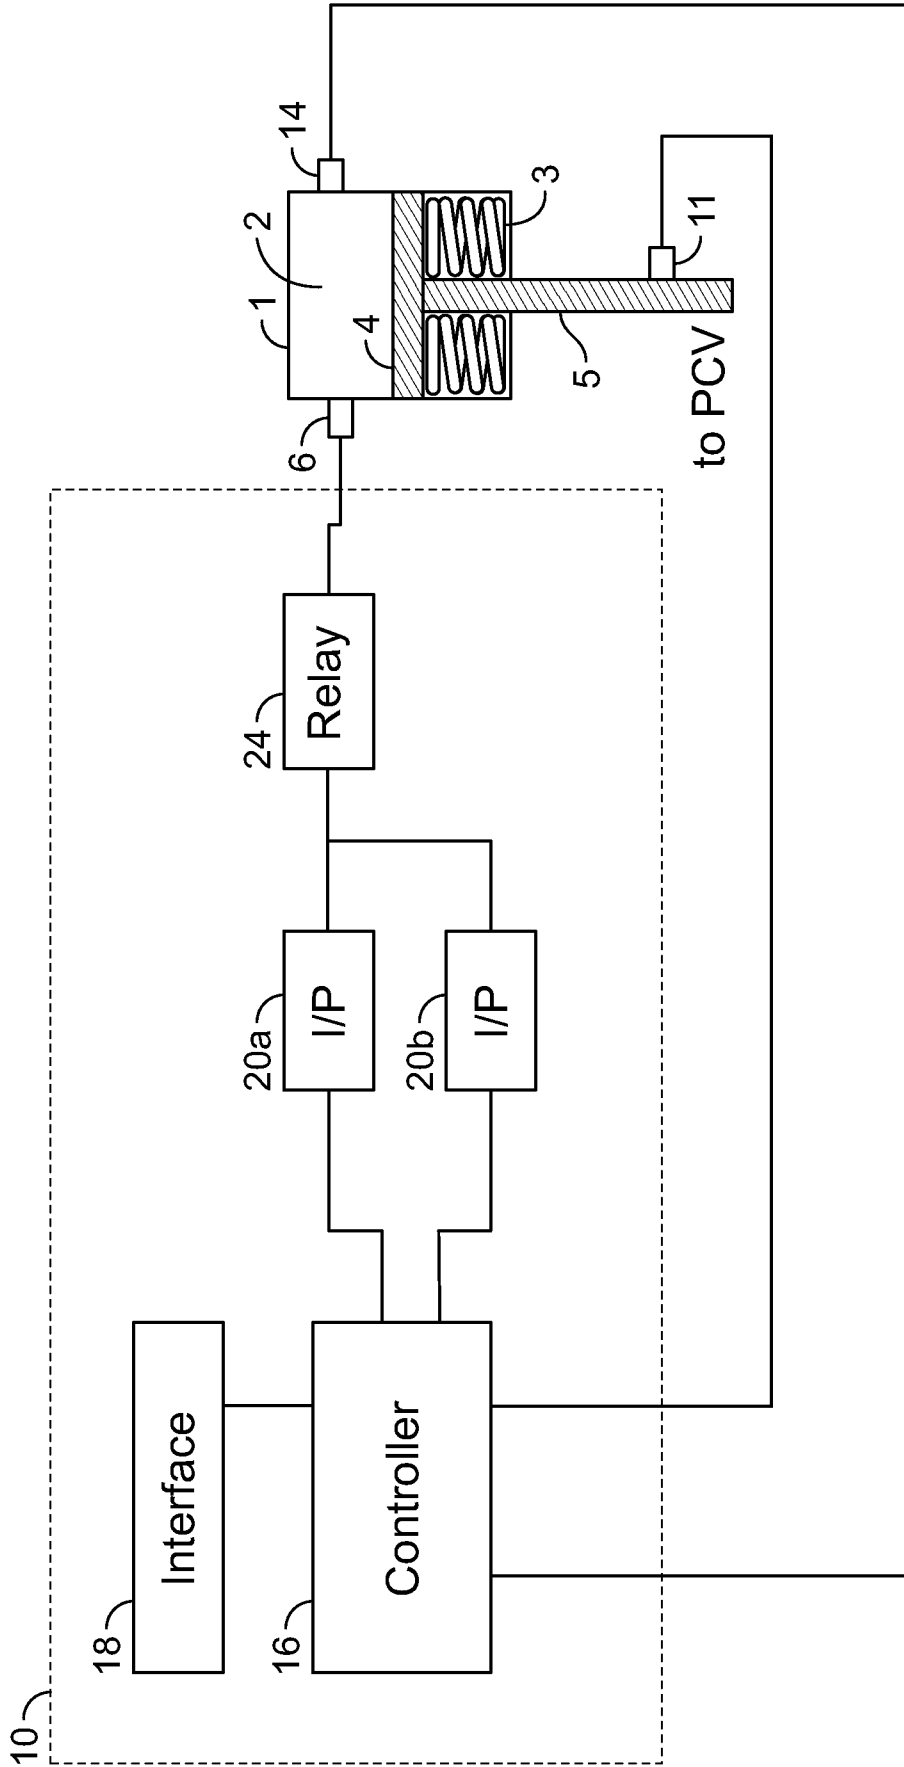 10
18
Interface
16
Controller
20a
I/P
20b
I/P
24
Relay
6
1
2
4
14
3
5
11
to PCV